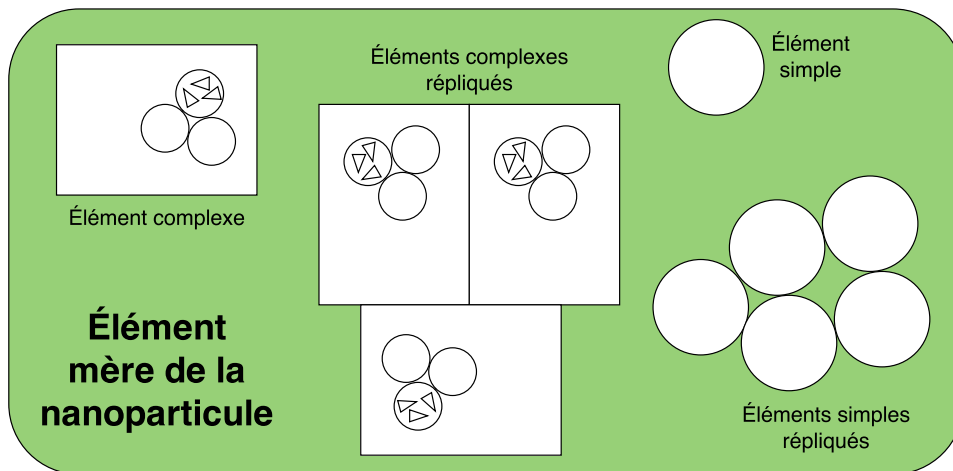 Élément
simple
Éléments complexes
répliqués
Élément complexe
Élément
mère de la
nanoparticule
Éléments simples
répliqués